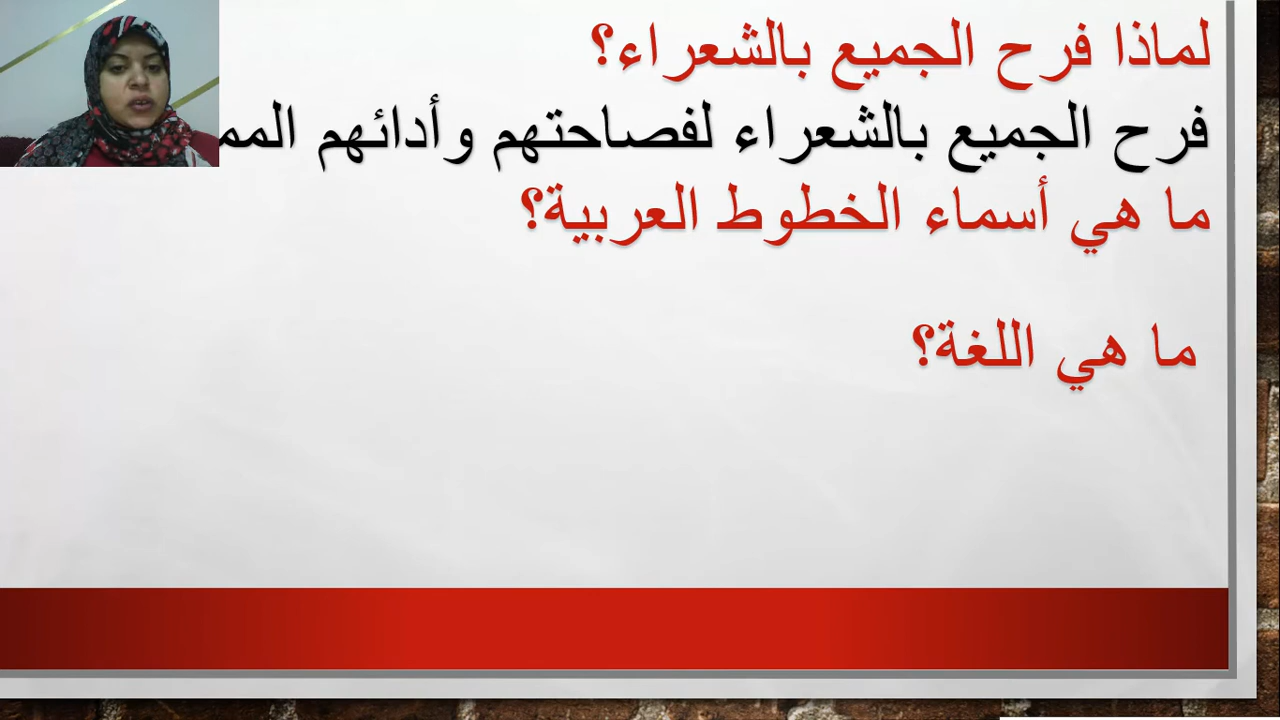 لماذا فرح الجميع بالشعراء؟
فرح الجميع بالشعراء لفصاحتهم وأدائهم
ما هي أسماء الخطوط العربية؟
ما هي اللغة؟